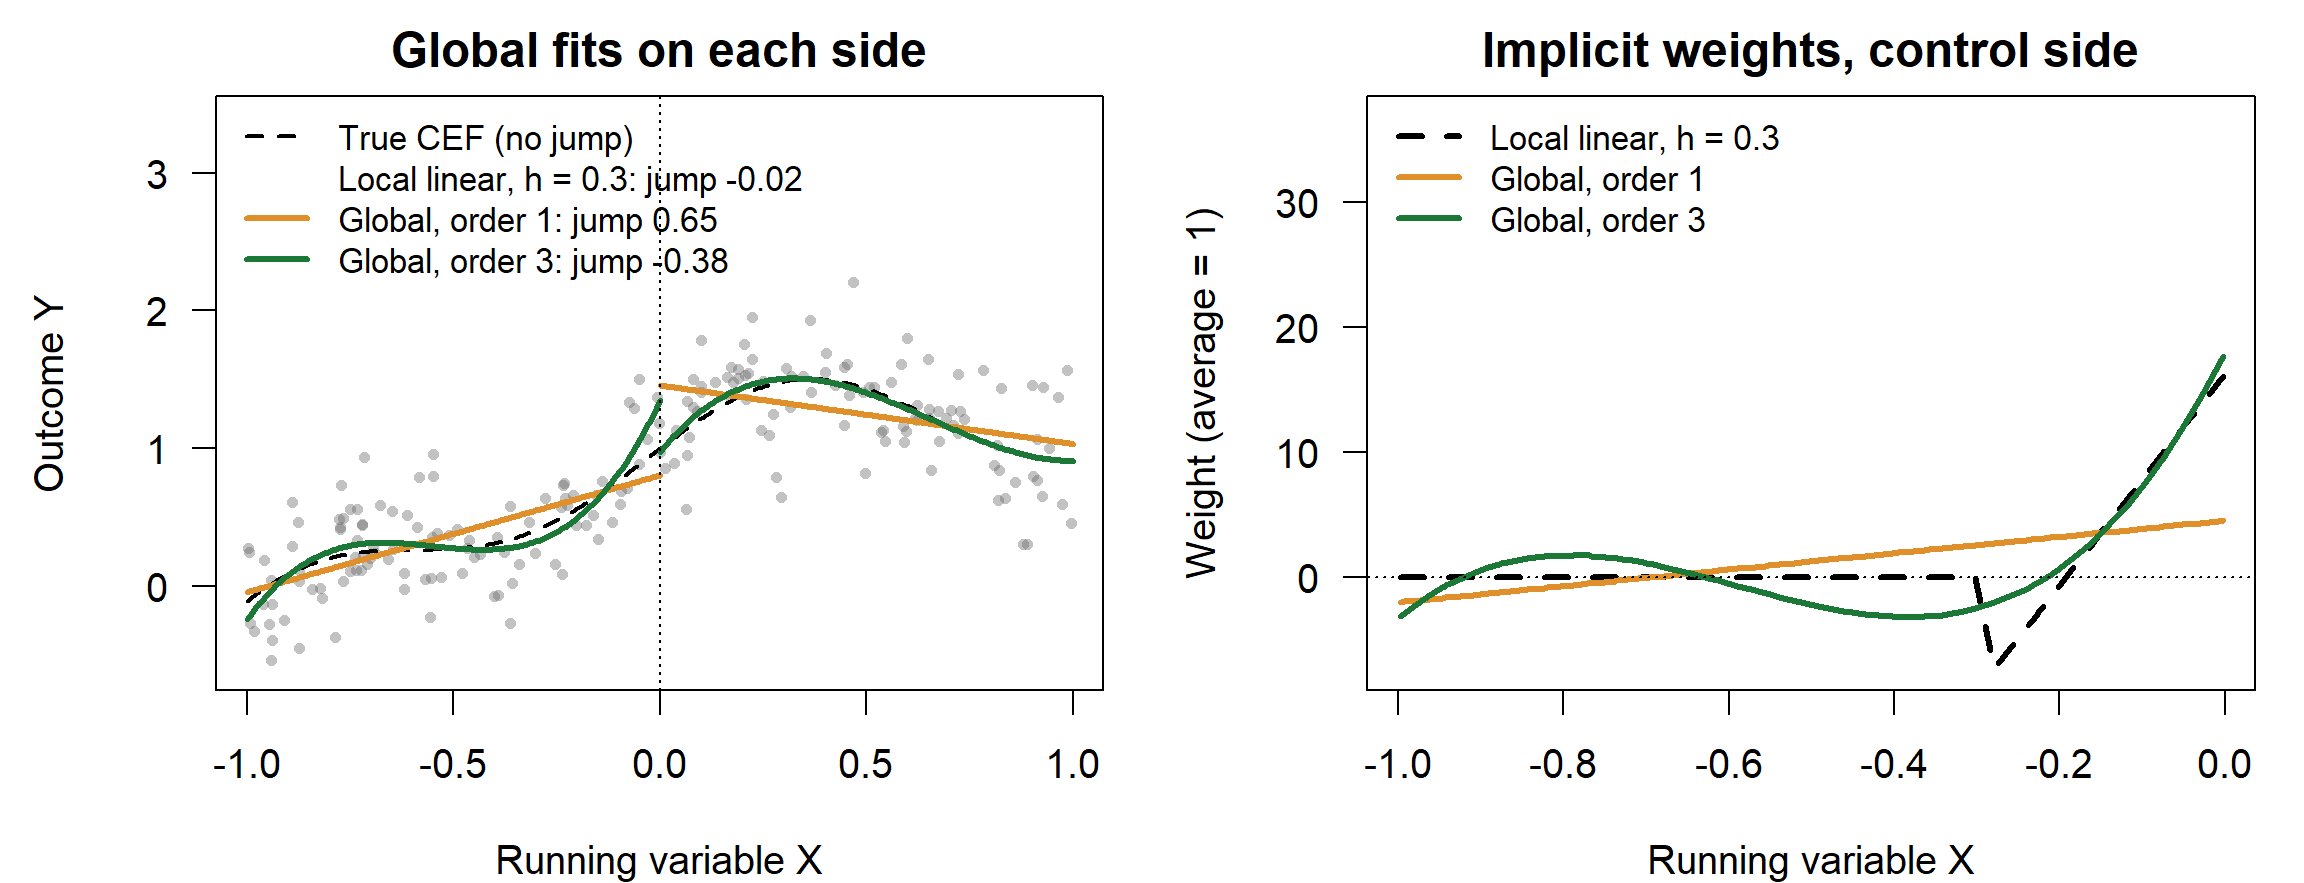 Global fits on each side
True CEF (no jump)
Local linear, h = 0.3: jump -0.02
Global, order 1: jump 0.65
Global, order 3: jump -0.38
Outcome Y
3
2
1
0
-1.0 -0.5 0.0 0.5 1.0
Running variable X
Implicit weights, control side
Local linear, h = 0.3
Global, order 1
Global, order 3
Weight (average = 1)
30
20
10
0
-1.0 -0.8 -0.6 -0.4 -0.2 0.0
Running variable X